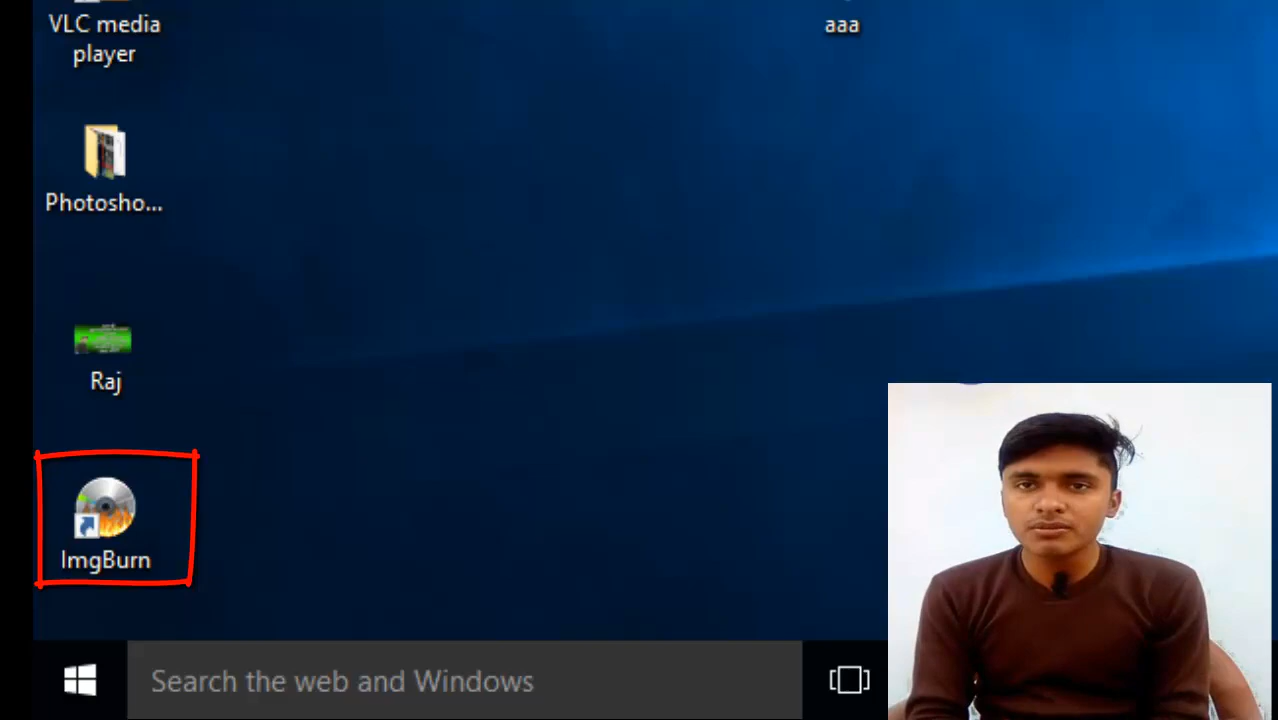 VLC media
player
aaa
Photosho...
Raj
ImgBurn
Search the web and Windows